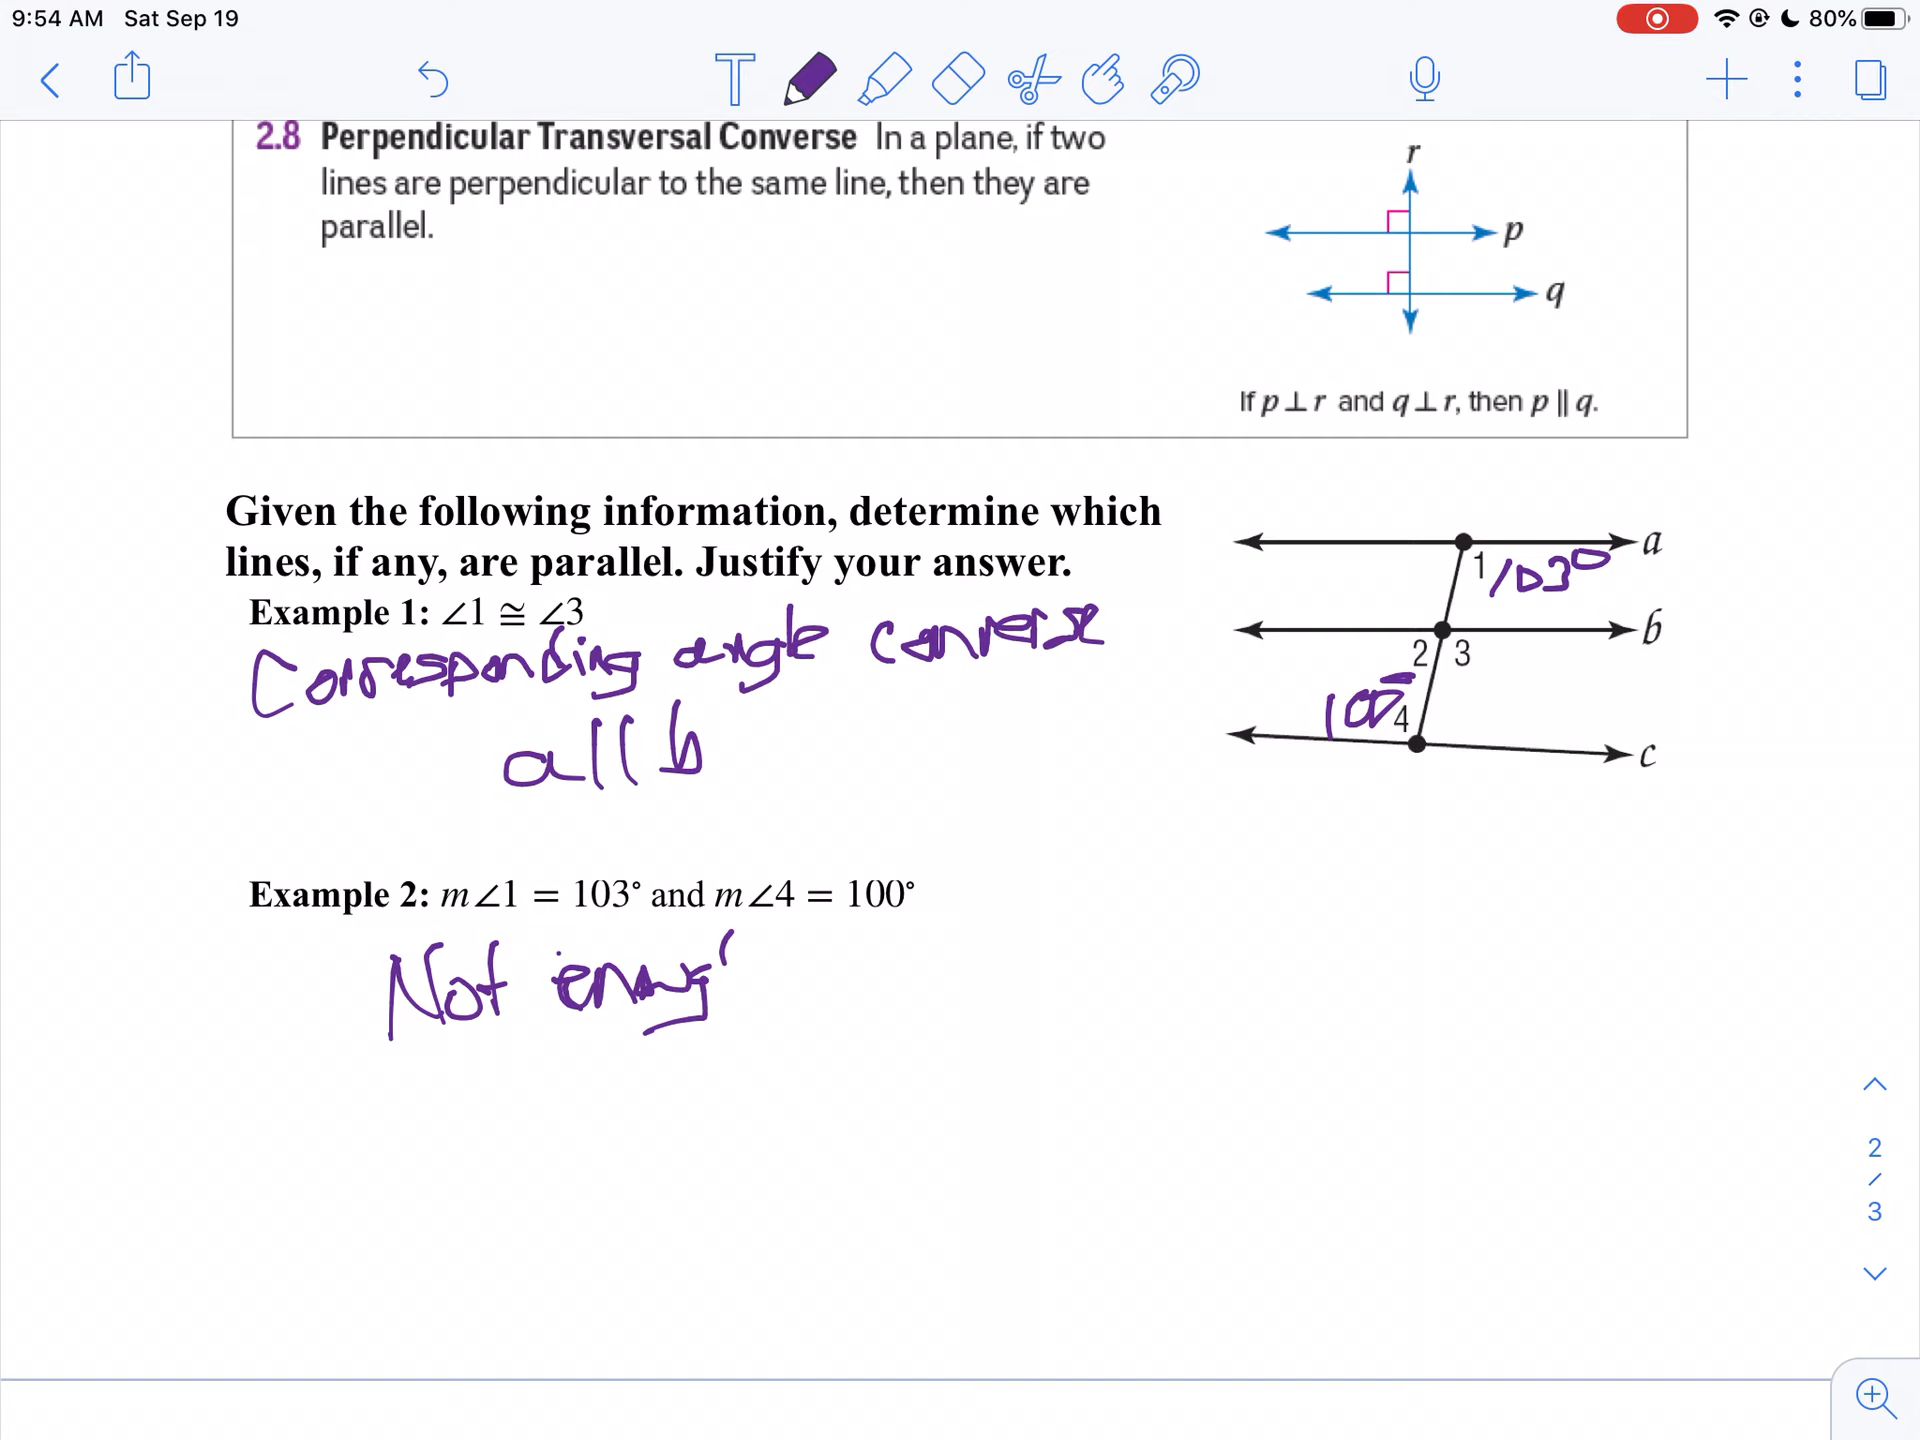 9:54 AM Sat Sep 19
80%
2.8 Perpendicular Transversal Converse In a plane, if two
lines are perpendicular to the same line, then they are
parallel.
r
p
q
If p ⊥ r and q ⊥ r, then p || q.
Given the following information, determine which
lines, if any, are parallel. Justify your answer.
a
1 103°
Example 1: ∠1 ≅ ∠3
b
Corresponding angle converse
2 3
4
a || b
c
Example 2: m∠1 = 103° and m∠4 = 100°
Not
2
/
3